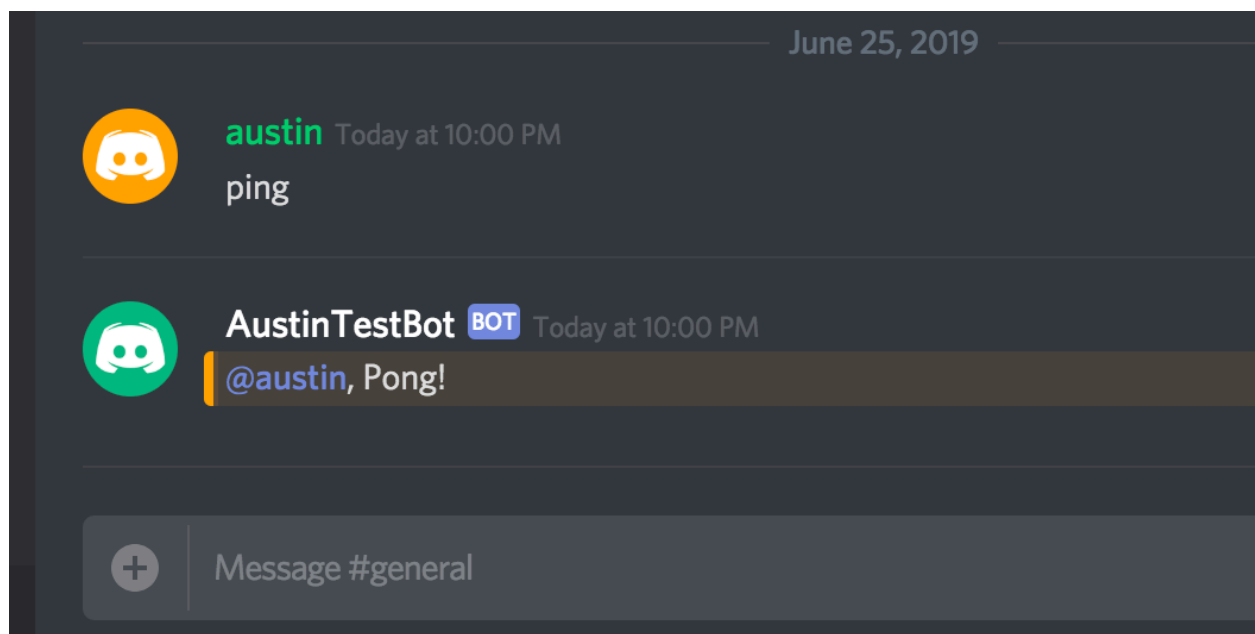 June 25, 2019
austin Today at 10:00 PM
ping
AustinTestBot BOT Today at 10:00 PM
@austin, Pong!
Message #general